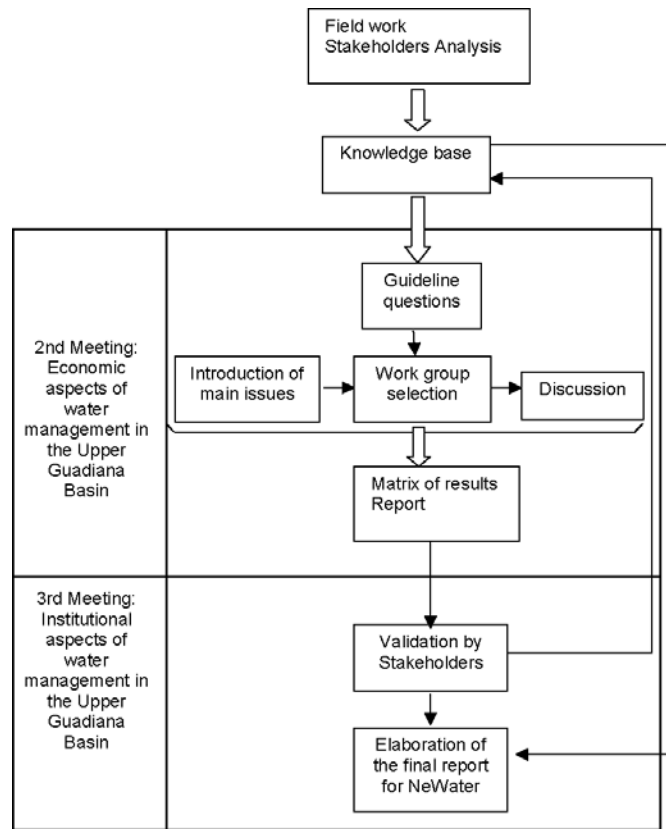 Field work
Stakeholders Analysis
Knowledge base
Guideline
questions
2nd Meeting:
Economic
aspects of
water
management in
the Upper
Guadiana
Basin
Introduction of
main issues
Work group
selection
Discussion
Matrix of results
Report
3rd Meeting:
Institutional
aspects of
water
management in
the Upper
Guadiana
Basin
Validation by
Stakeholders
Elaboration of
the final report
for NeWater